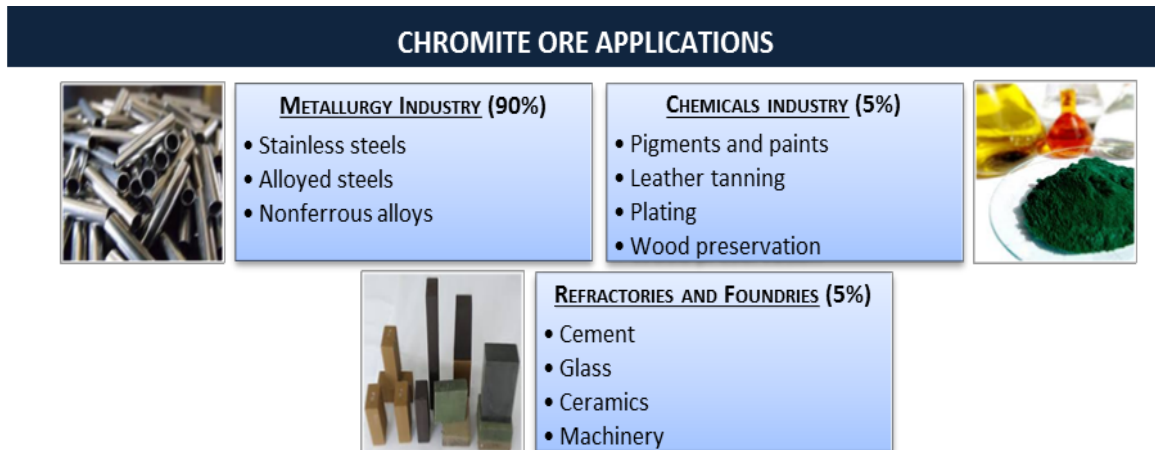 CHROMITE ORE APPLICATIONS
METALLURGY INDUSTRY (90%)
• Stainless steels
• Alloyed steels
• Nonferrous alloys
CHEMICALS INDUSTRY (5%)
• Pigments and paints
• Leather tanning
• Plating
• Wood preservation
REFRACTORIES AND FOUNDRIES (5%)
• Cement
• Glass
• Ceramics
• Machinery